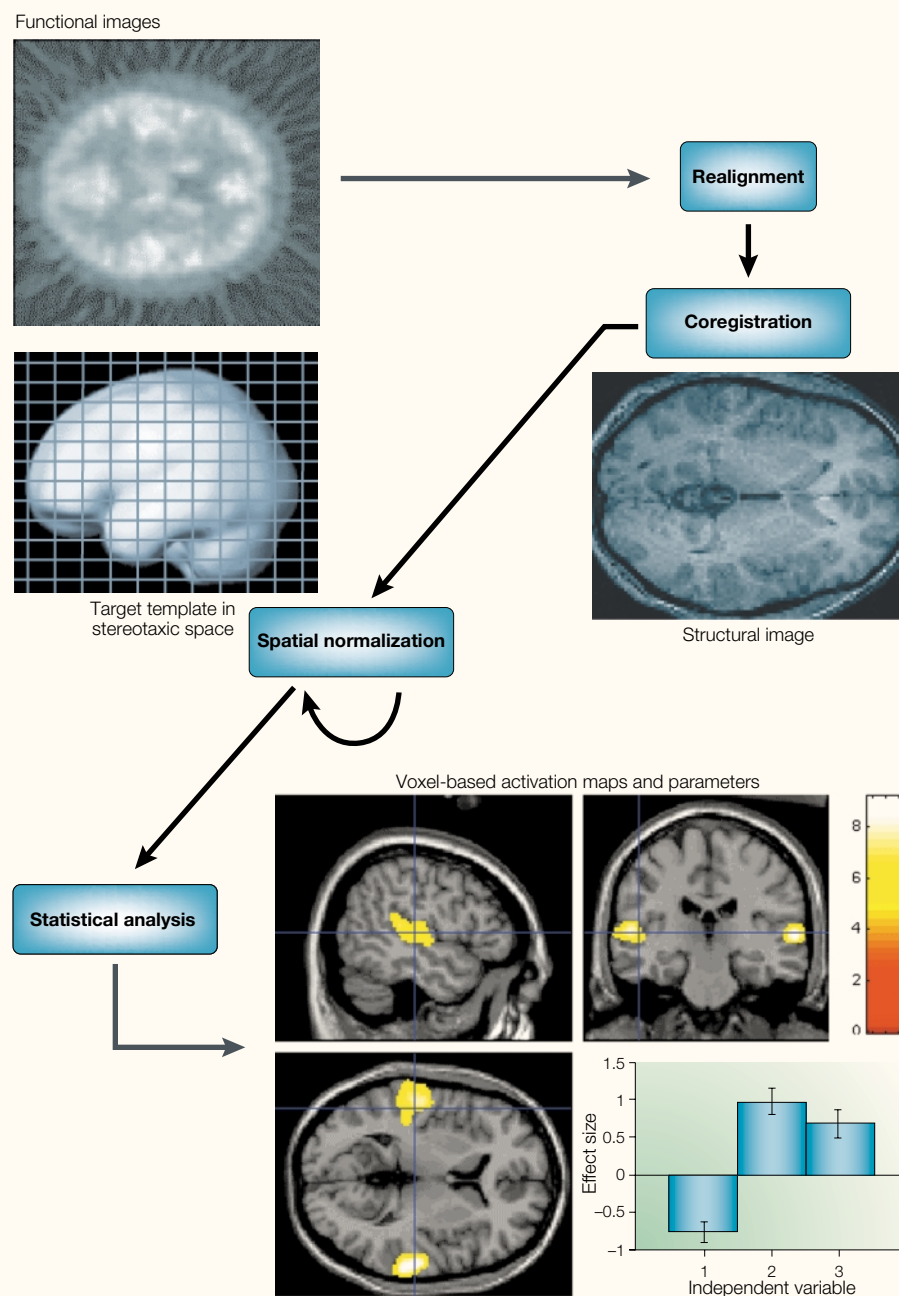 Functional images
Realignment
Coregistration
Target template in
stereotaxic space
Structural image
Spatial normalization
Voxel-based activation maps and parameters
8
6
4
2
0
Statistical analysis
1.5
1
0.5
0
–0.5
–1
Effect size
1 2 3
Independent variable